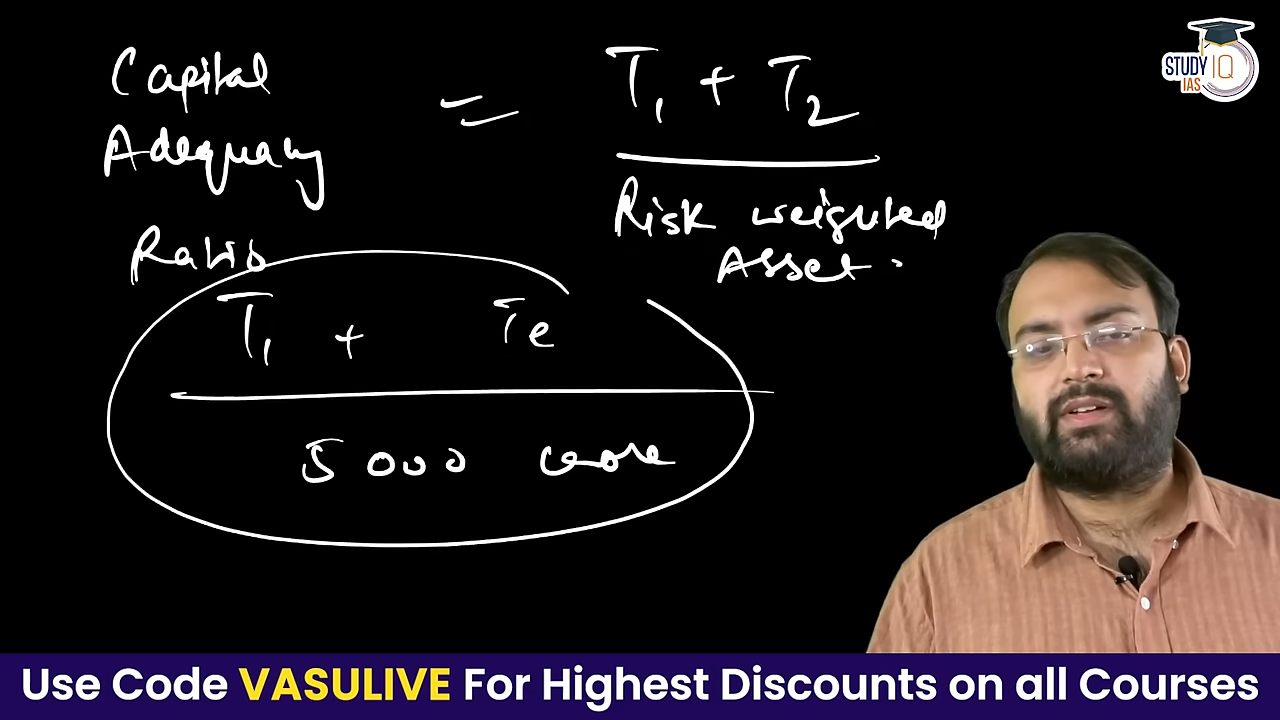 Capital
Adequacy
Ratio
=
T1 + T2
Risk weighted
Asset.
T1 + Te
5000 crore
STUDY IQ
IAS
Use Code VASULIVE For Highest Discounts on all Courses